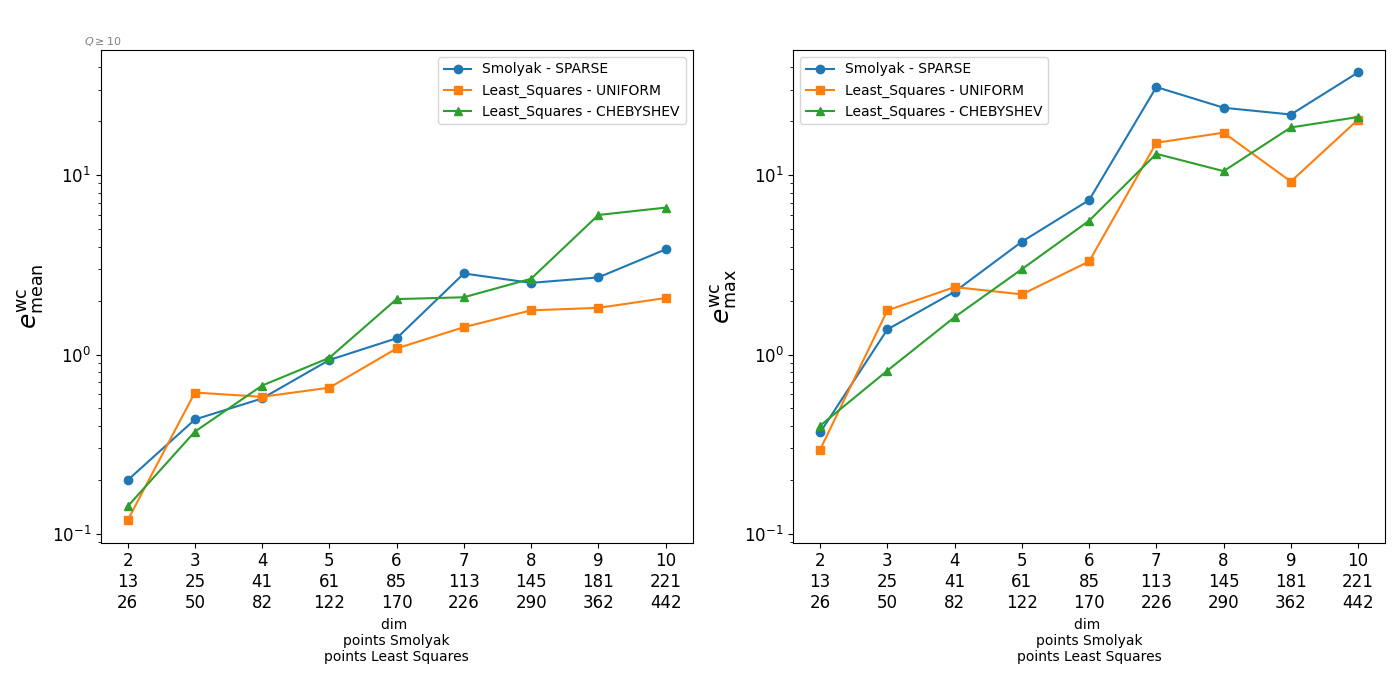 Q ≥ 10
Smolyak - SPARSE
Least_Squares - UNIFORM
Least_Squares - CHEBYSHEV
10¹
10⁰
10⁻¹
e^wc_mean
2 3 4 5 6 7 8 9 10
13 25 41 61 85 113 145 181 221
26 50 82 122 170 226 290 362 442
dim
points Smolyak
points Least Squares
Smolyak - SPARSE
Least_Squares - UNIFORM
Least_Squares - CHEBYSHEV
10¹
10⁰
10⁻¹
e^wc_max
2 3 4 5 6 7 8 9 10
13 25 41 61 85 113 145 181 221
26 50 82 122 170 226 290 362 442
dim
points Smolyak
points Least Squares